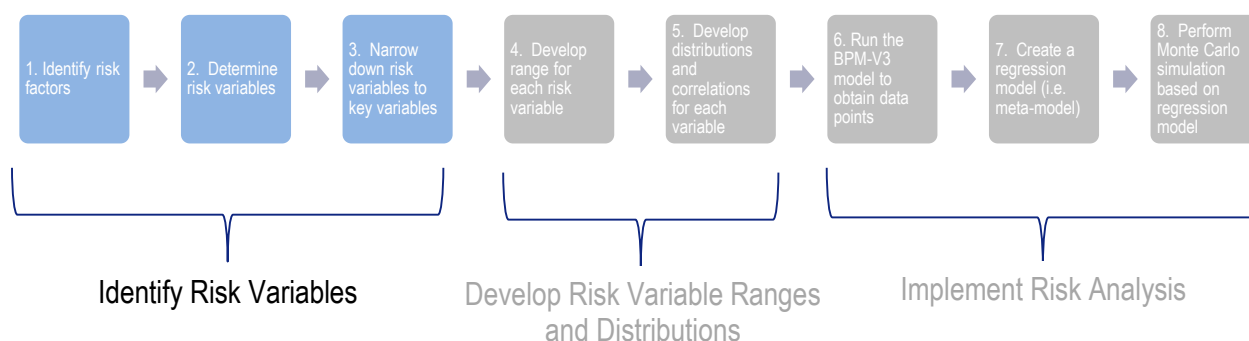 1. Identify risk
factors
2.  Determine
risk variables
3.  Narrow
down risk
variables to
key variables
4.  Develop
range for
each risk
variable
5.  Develop
distributions
and
correlations
for each
variable
6. Run the
BPM-V3
model to
obtain data
points
7.  Create a
regression
model (i.e.
meta-model)
8.  Perform
Monte Carlo
simulation
based on
regression
model
Identify Risk Variables
Develop Risk Variable Ranges
and Distributions
Implement Risk Analysis